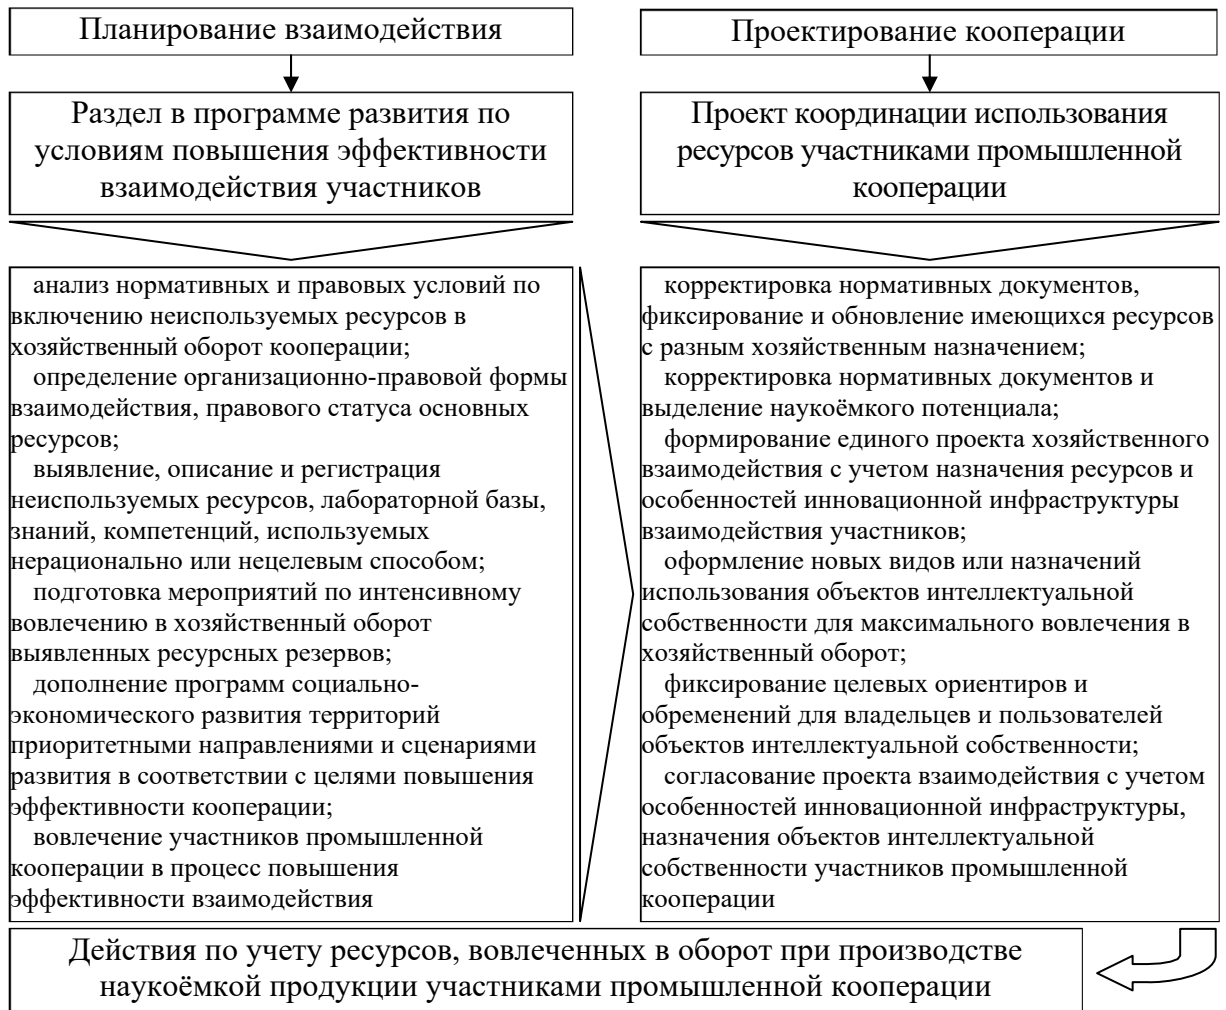 Планирование взаимодействия
Раздел в программе развития по
условиям повышения эффективности
взаимодействия участников
анализ нормативных и правовых условий по
включению неиспользуемых ресурсов в
хозяйственный оборот кооперации;
определение организационно-правовой формы
взаимодействия, правового статуса основных
ресурсов;
выявление, описание и регистрация
неиспользуемых ресурсов, лабораторной базы,
знаний, компетенций, используемых
нерационально или нецелевым способом;
подготовка мероприятий по интенсивному
вовлечению в хозяйственный оборот
выявленных ресурсных резервов;
дополнение программ социально-
экономического развития территорий
приоритетными направлениями и сценариями
развития в соответствии с целями повышения
эффективности кооперации;
вовлечение участников промышленной
кооперации в процесс повышения
эффективности взаимодействия
Проектирование кооперации
Проект координации использования
ресурсов участниками промышленной
кооперации
корректировка нормативных документов,
фиксирование и обновление имеющихся ресурсов
с разным хозяйственным назначением;
корректировка нормативных документов и
выделение наукоёмкого потенциала;
формирование единого проекта хозяйственного
взаимодействия с учетом назначения ресурсов и
особенностей инновационной инфраструктуры
взаимодействия участников;
оформление новых видов или назначений
использования объектов интеллектуальной
собственности для максимального вовлечения в
хозяйственный оборот;
фиксирование целевых ориентиров и
обременений для владельцев и пользователей
объектов интеллектуальной собственности;
согласование проекта взаимодействия с учетом
особенностей инновационной инфраструктуры,
назначения объектов интеллектуальной
собственности участников промышленной
кооперации
Действия по учету ресурсов, вовлеченных в оборот при производстве
наукоёмкой продукции участниками промышленной кооперации